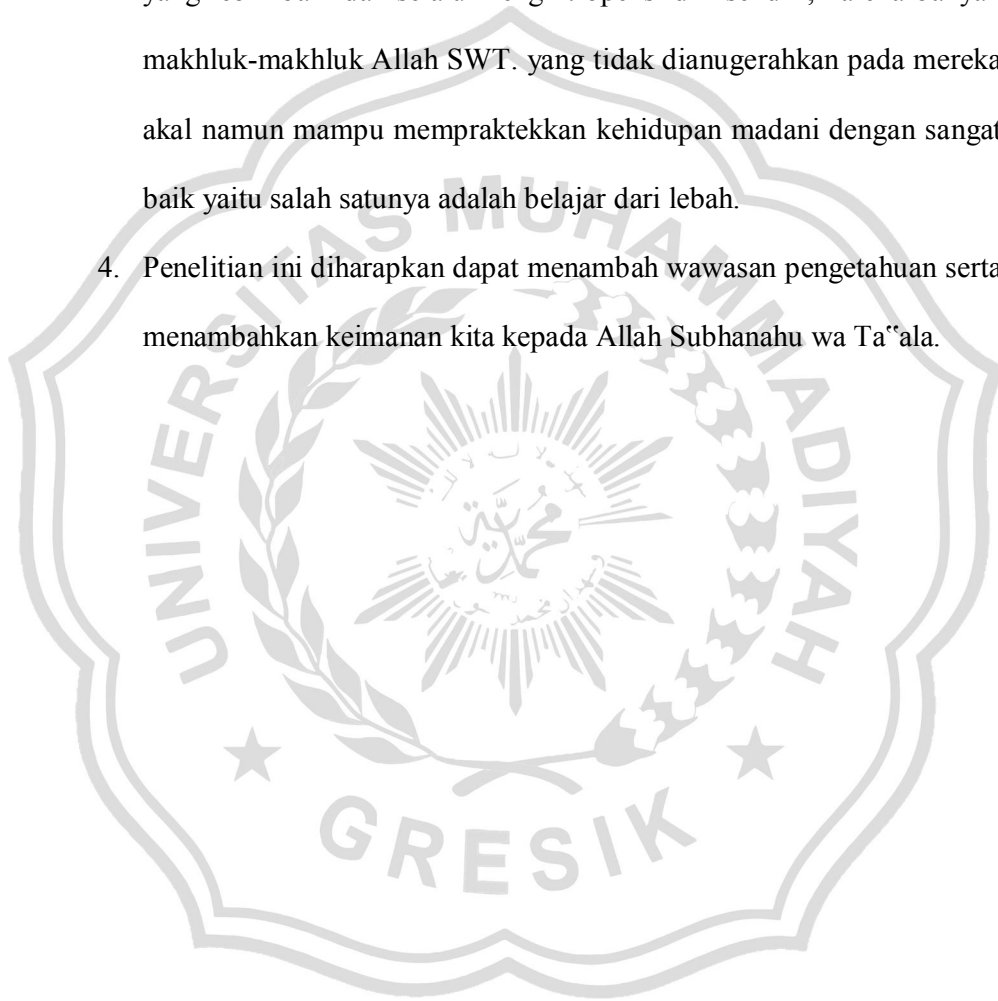 makhluk-makhluk Allah SWT. yang tidak dianugerahkan pada mereka
akal namun mampu mempraktekkan kehidupan madani dengan sangat
baik yaitu salah satunya adalah belajar dari lebah.
4. Penelitian ini diharapkan dapat menambah wawasan pengetahuan serta
menambahkan keimanan kita kepada Allah Subhanahu wa Ta‟‟ala.
UNIVERSITAS MUHAMMADIYAH
محمد
GRESIK